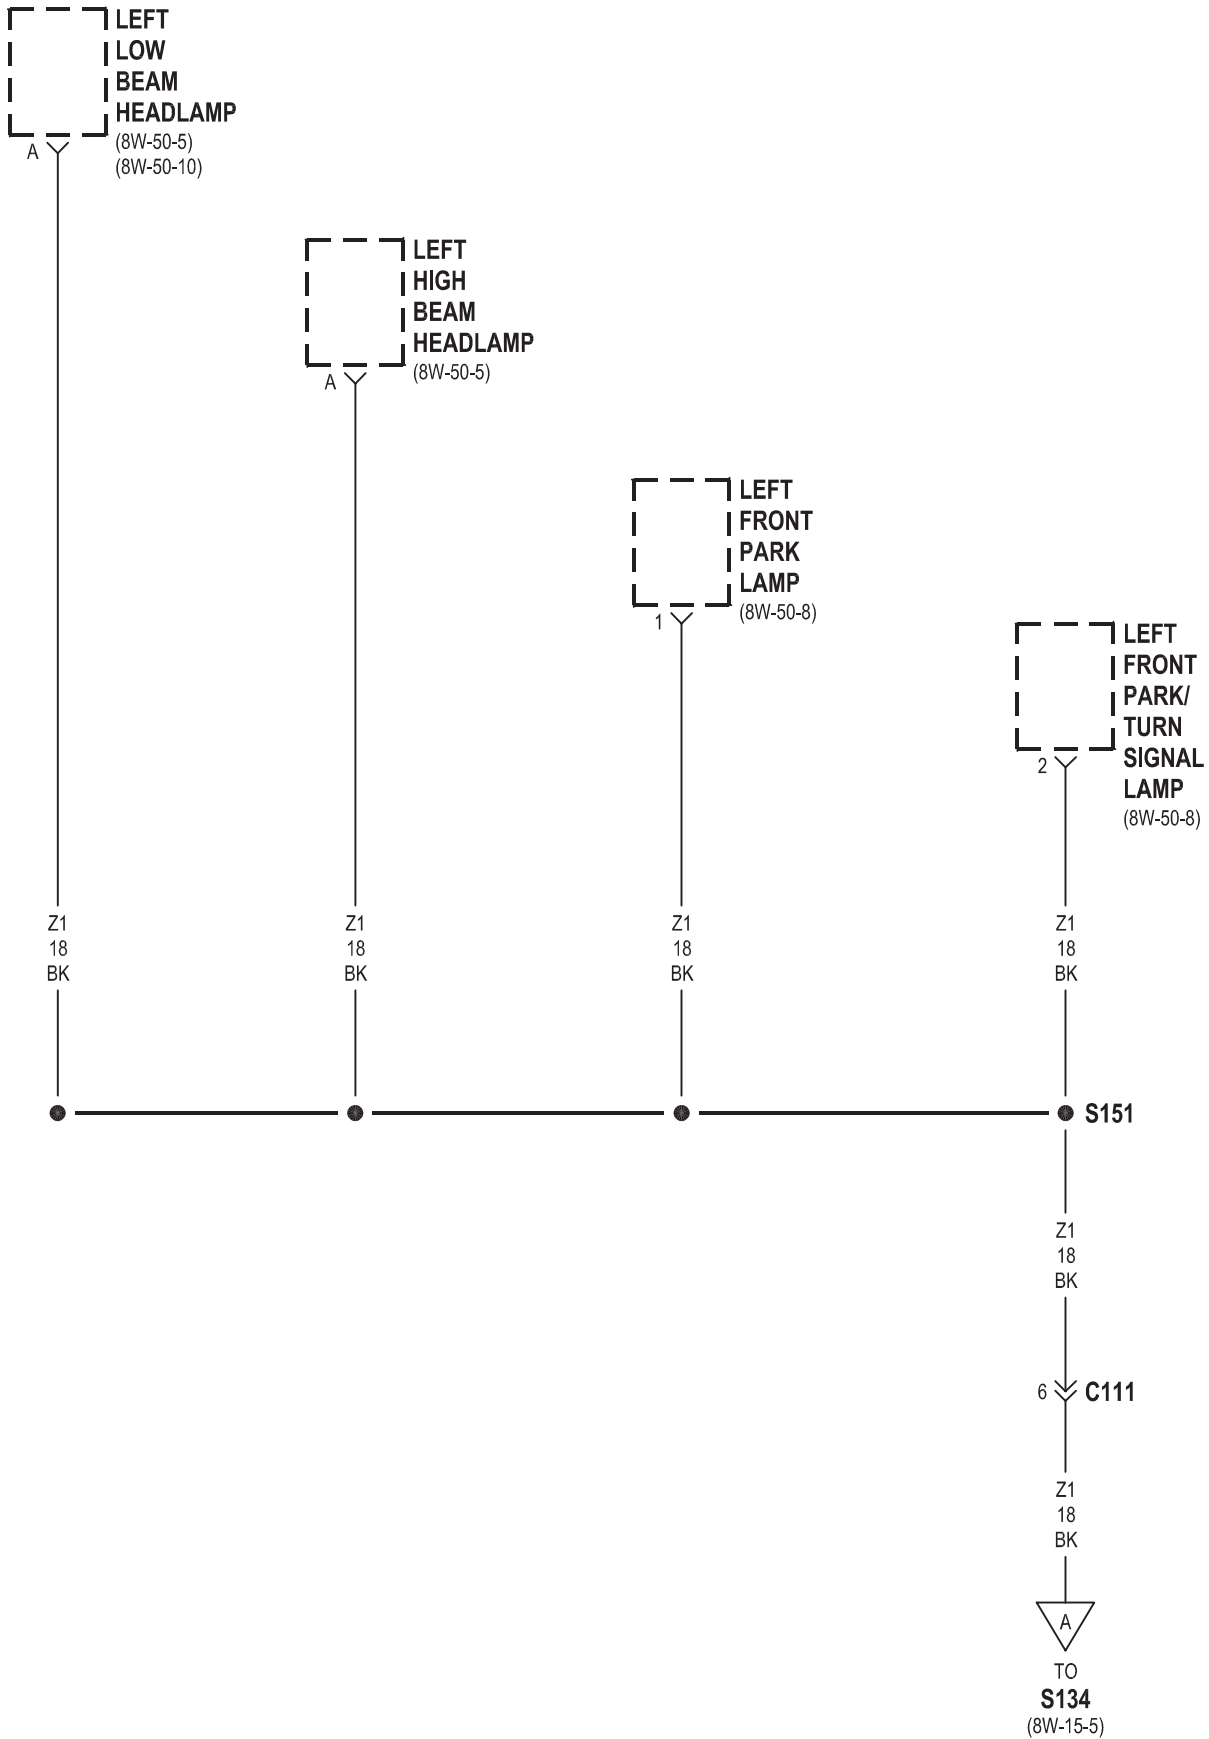 LEFT
LOW
BEAM
HEADLAMP
(8W-50-5)
(8W-50-10)
A
LEFT
HIGH
BEAM
HEADLAMP
(8W-50-5)
A
LEFT
FRONT
PARK
LAMP
(8W-50-8)
1
LEFT
FRONT
PARK/
TURN
SIGNAL
LAMP
(8W-50-8)
2
Z1
18
BK
Z1
18
BK
Z1
18
BK
Z1
18
BK
S151
Z1
18
BK
6
C111
Z1
18
BK
A
TO
S134
(8W-15-5)